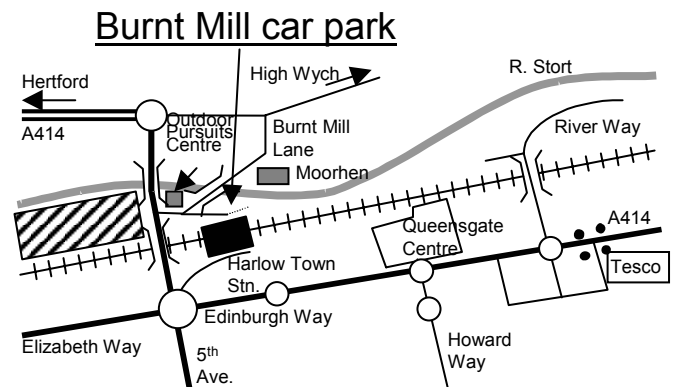 Burnt Mill car park
Hertford
High Wych
R. Stort
A414
Outdoor
Pursuits
Centre
Burnt Mill
Lane
River Way
Moorhen
Queensgate
Centre
A414
Harlow Town
Stn.
Tesco
Edinburgh Way
Elizabeth Way
5th
Ave.
Howard
Way